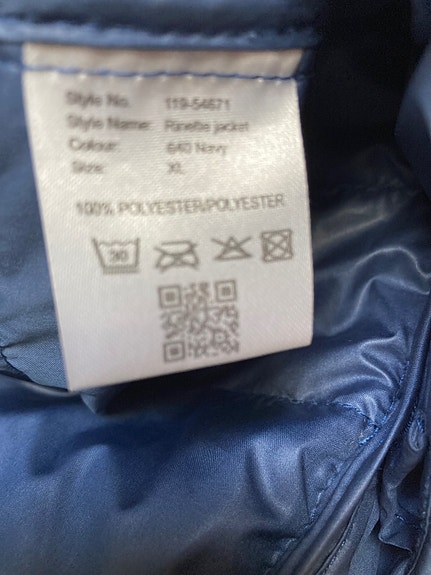 Style No. 119-54671
Style Name: Rinette jacket
Colour: 640 Navy
Size: XL
100% POLYESTER/POLYESTER
30